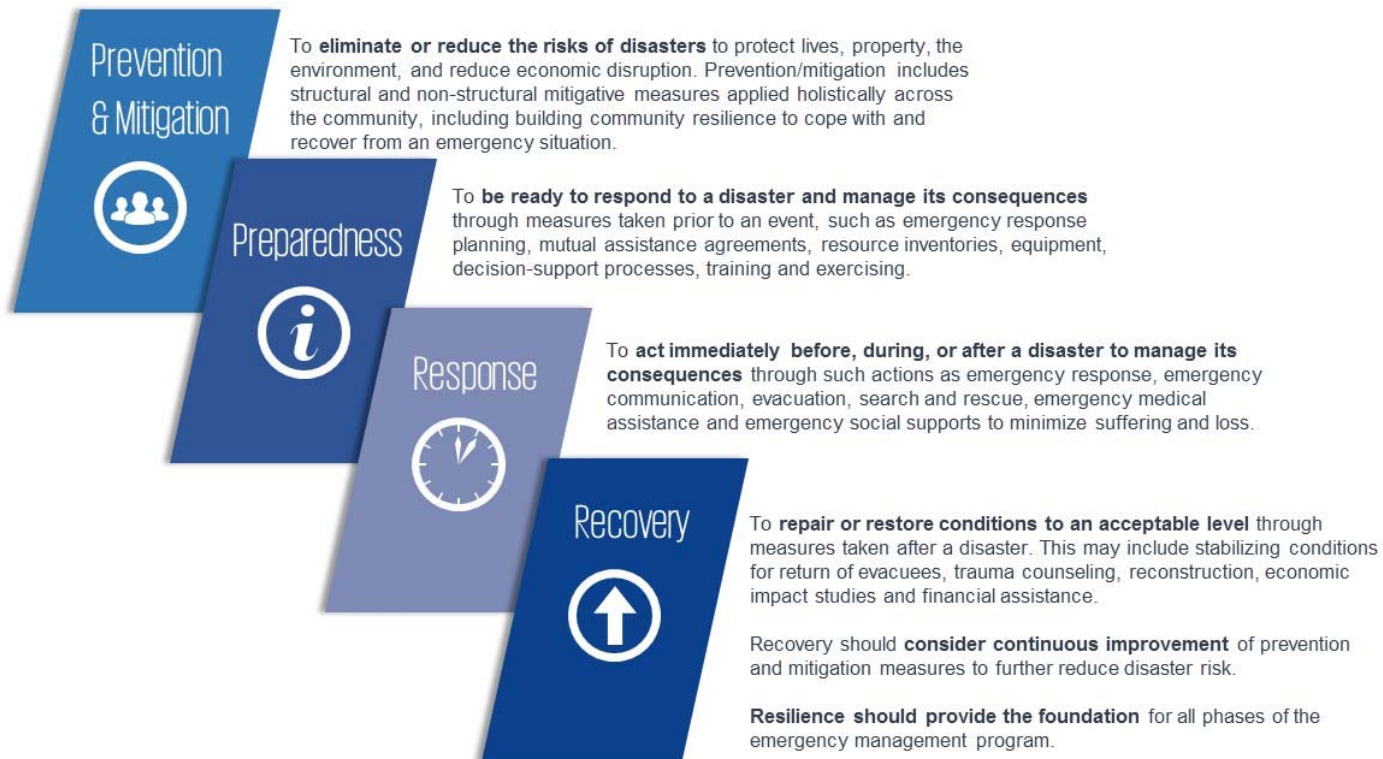 Prevention
& Mitigation
To eliminate or reduce the risks of disasters to protect lives, property, the
environment, and reduce economic disruption. Prevention/mitigation includes
structural and non-structural mitigative measures applied holistically across
the community, including building community resilience to cope with and
recover from an emergency situation.
Preparedness
i
To be ready to respond to a disaster and manage its consequences
through measures taken prior to an event, such as emergency response
planning, mutual assistance agreements, resource inventories, equipment,
decision-support processes, training and exercising.
Response
To act immediately before, during, or after a disaster to manage its
consequences through such actions as emergency response, emergency
communication, evacuation, search and rescue, emergency medical
assistance and emergency social supports to minimize suffering and loss.
Recovery
To repair or restore conditions to an acceptable level through
measures taken after a disaster. This may include stabilizing conditions
for return of evacuees, trauma counseling, reconstruction, economic
impact studies and financial assistance.
Recovery should consider continuous improvement of prevention
and mitigation measures to further reduce disaster risk.
Resilience should provide the foundation for all phases of the
emergency management program.